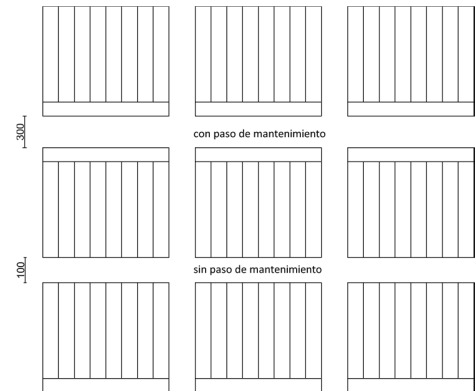 300
con paso de mantenimiento
100
sin paso de mantenimiento